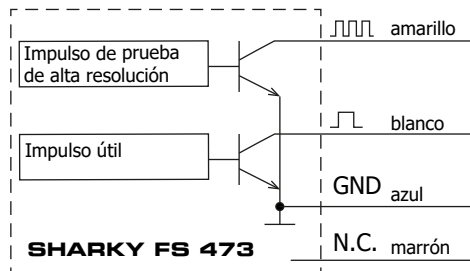 Impulso de prueba
de alta resolución
amarillo
Impulso útil
blanco
GND azul
N.C. marrón
SHARKY FS 473